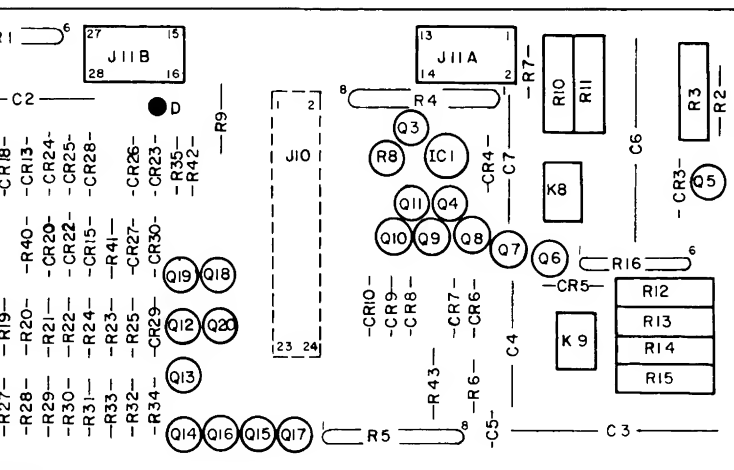 R1 6
27 15
J11B
28 16
13 1
J11A
14 2
-R7-
R10
R11
C6
R3
R2
C2
D
R9
1 2
J10
23 24
8 R4 1
Q3
R8
IC1
-CR4-
C7
K8
-CR3-
Q5
-CR18-
-CR13-
-CR24-
-CR25-
-CR28-
-CR26-
-CR23-
-R35-
-R42-
Q11
Q4
Q10
Q9
Q8
Q7
Q6
-R40-
-CR20-
-CR22-
-CR15-
-R41-
-CR27-
-CR30-
Q19
Q18
1 R16 6
-CR5-
R12
R13
R14
R15
K9
-CR10-
-CR9-
-CR8-
-CR7-
-CR6-
C4
-R19-
-R20-
-R21-
-R22-
-R24-
-R23-
-R25-
-CR29-
Q12
Q20
Q13
-R27-
-R28-
-R29-
-R30-
-R31-
-R33-
-R32-
-R34-
-R43-
-R6-
-C5-
Q14
Q16
Q15
Q17
1 R5 8
C3